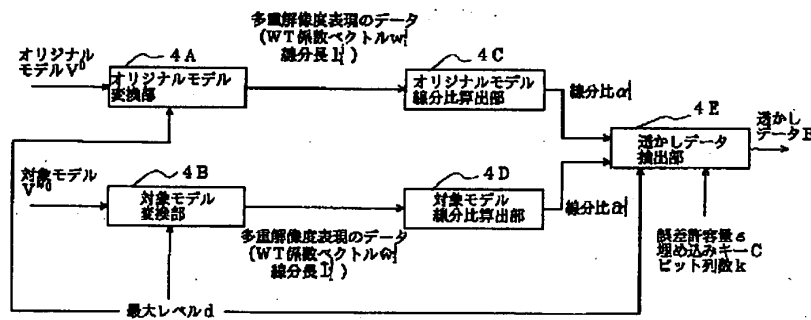 多重解像度表現のデータ
(WT係数ベクトルw
線分長l)
オリジナル
モデルV⁰
4A
オリジナルモデル
変換部
4C
オリジナルモデル
線分比算出部
線分比α
4E
透かしデータ
抽出部
透かし
データB
対象モデル
4B
対象モデル
変換部
4D
対象モデル
線分比算出部
線分比
多重解像度表現のデータ
(WT係数ベクトル
線分長
誤差許容量ε
埋め込みキーC
ビット列数k
最大レベルd